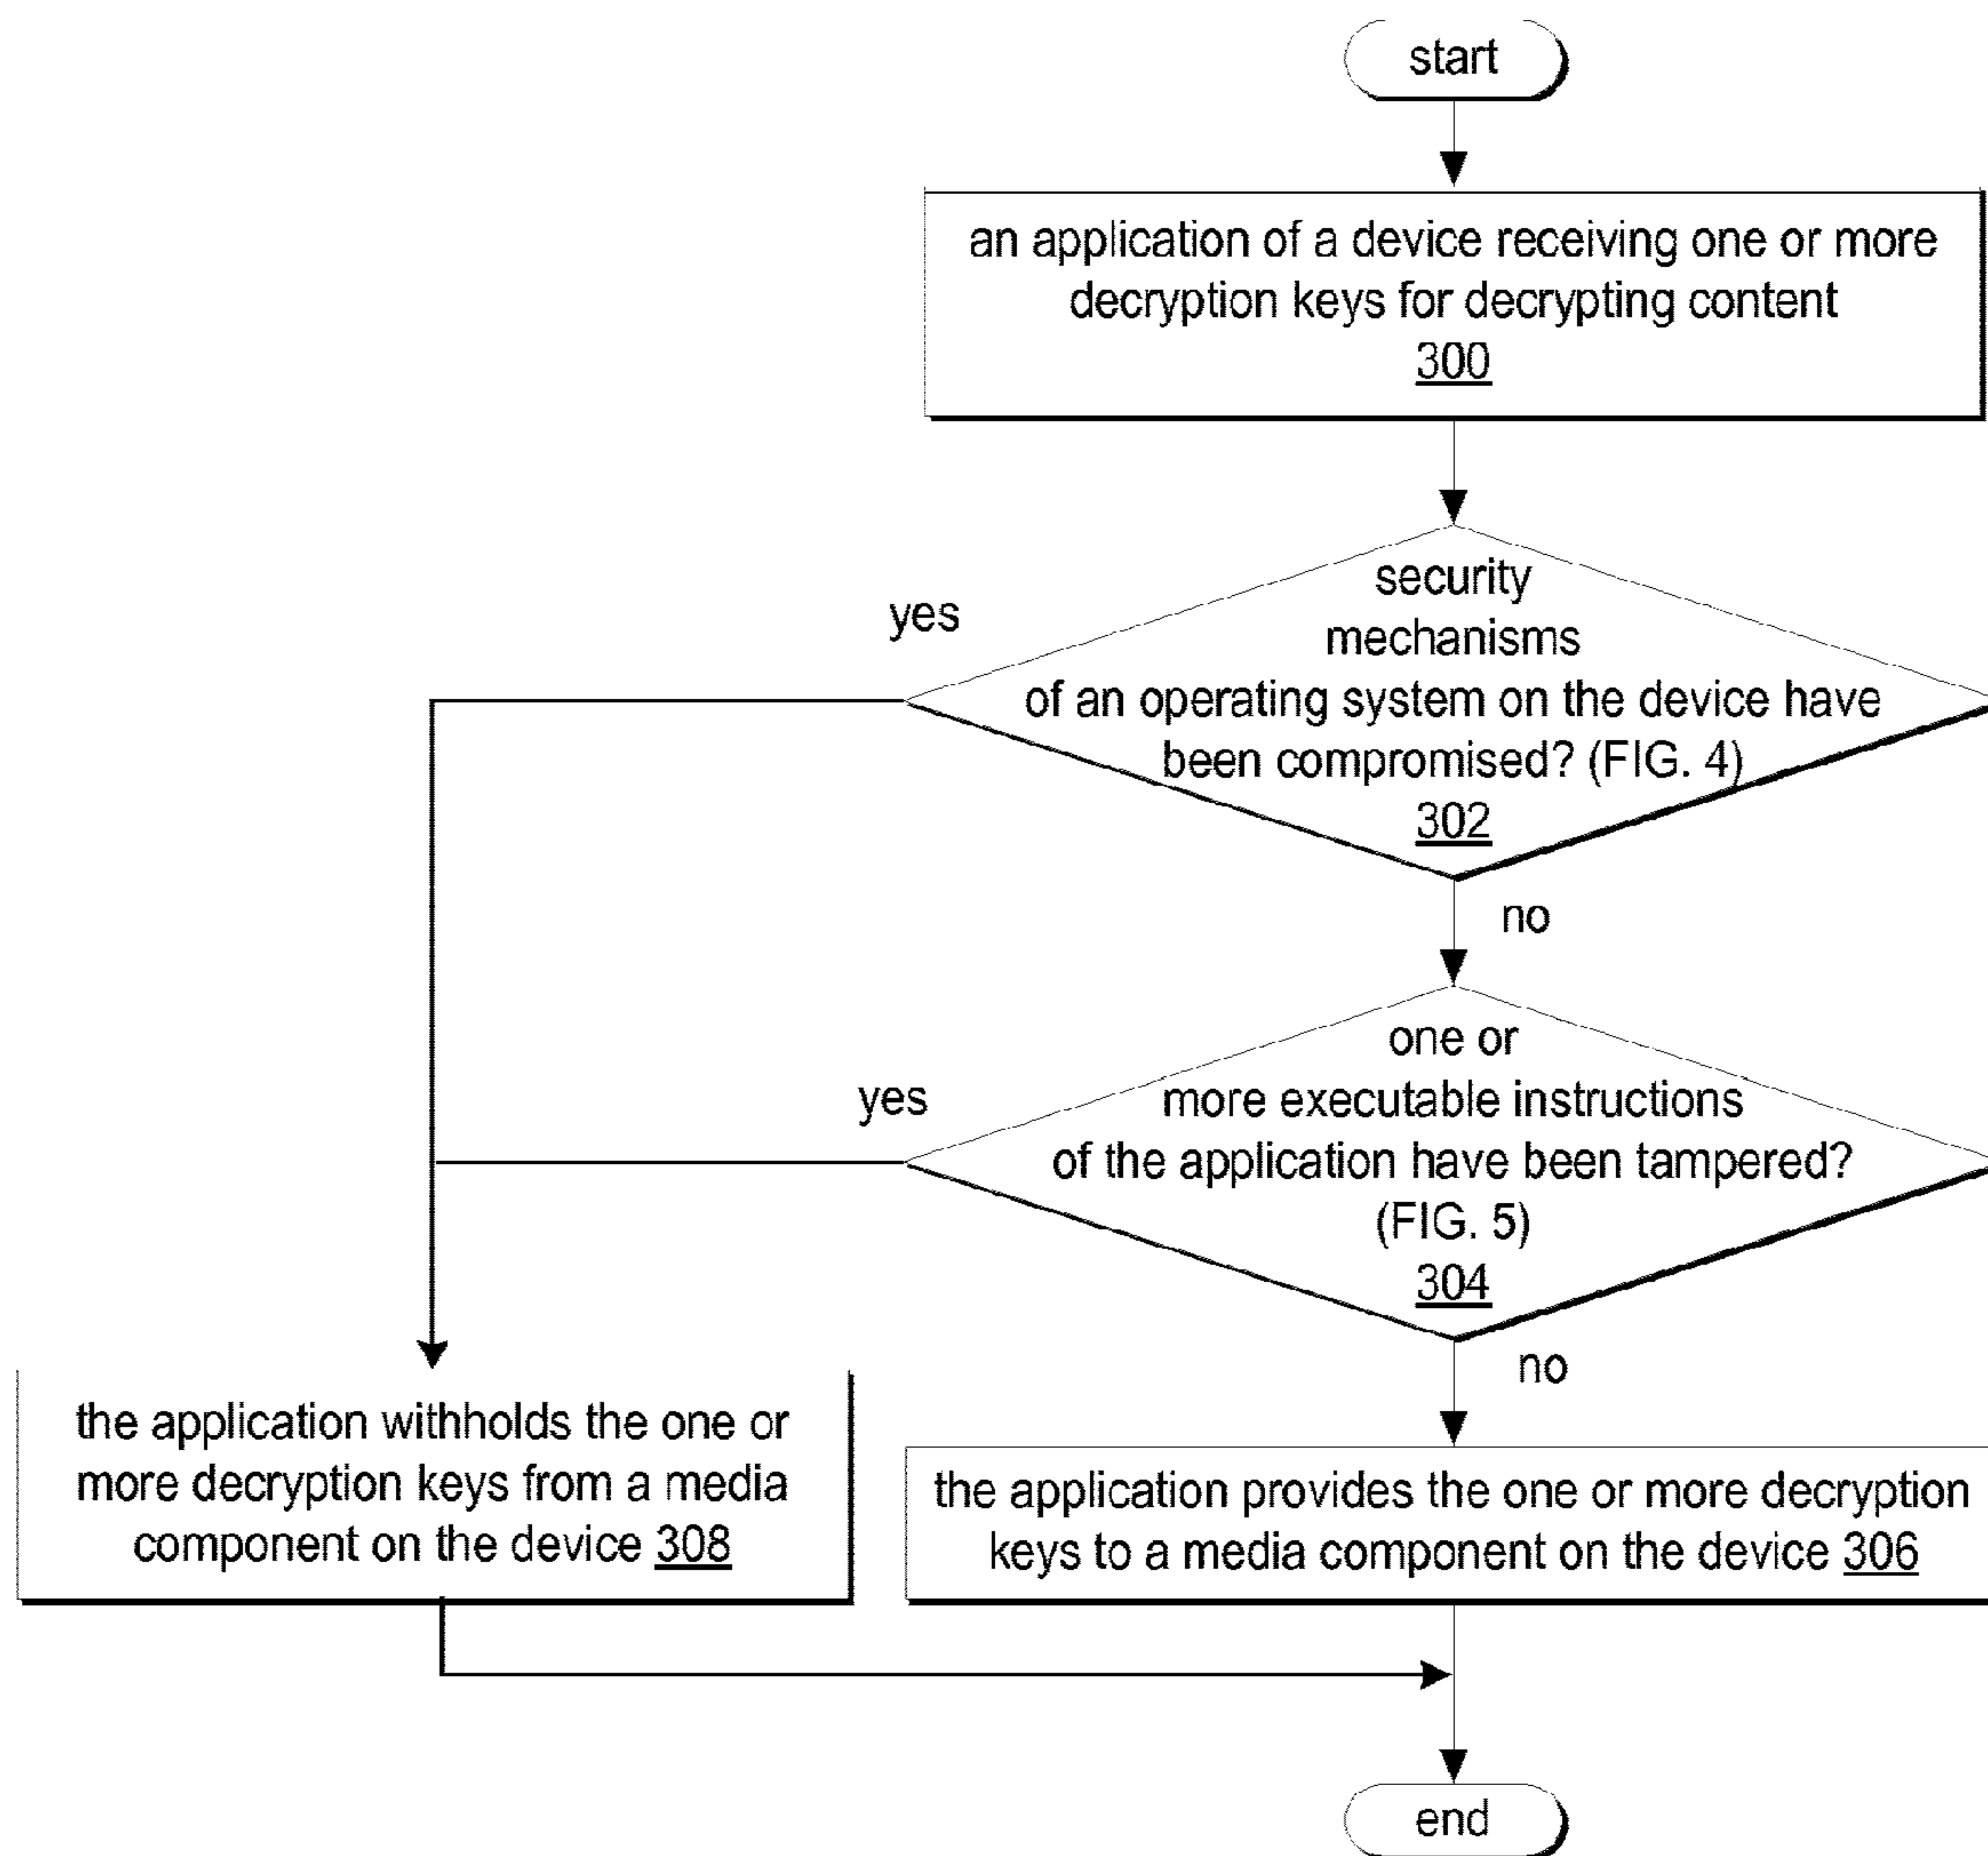 start
an application of a device receiving one or more
decryption keys for decrypting content
300
yes
security
mechanisms
of an operating system on the device have
been compromised? (FIG. 4)
302
no
yes
one or
more executable instructions
of the application have been tampered?
(FIG. 5)
304
no
the application withholds the one or
more decryption keys from a media
component on the device 308
the application provides the one or more decryption
keys to a media component on the device 306
end